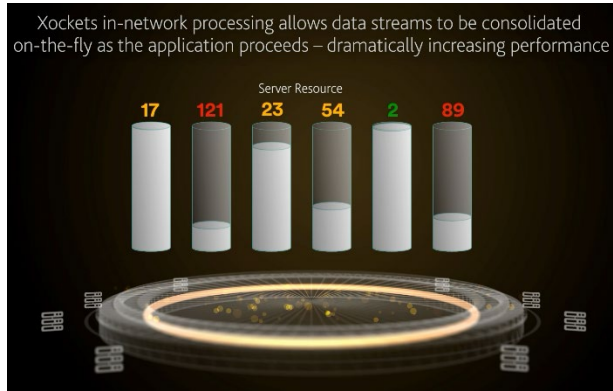 Xockets in-network processing allows data streams to be consolidated
on-the-fly as the application proceeds – dramatically increasing performance
Server Resource
17 121 23 54 2 89